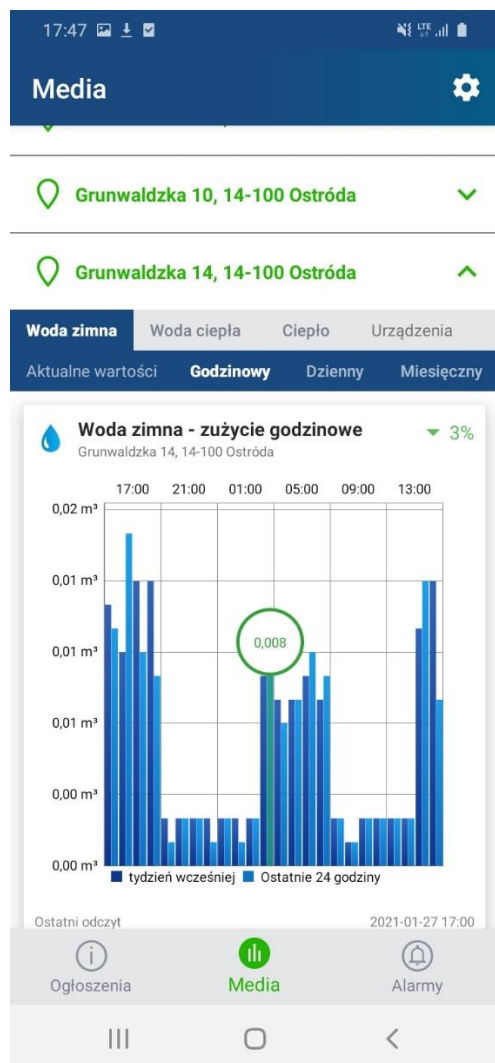 17:47
LTE
Media
Grunwaldzka 10, 14-100 Ostróda
Grunwaldzka 14, 14-100 Ostróda
Woda zimna Woda ciepła Ciepło Urządzenia
Aktualne wartości Godzinowy Dzienny Miesięczny
Woda zimna - zużycie godzinowe
3%
Grunwaldzka 14, 14-100 Ostróda
17:00 21:00 01:00 05:00 09:00 13:00
0,02 m³
0,01 m³
0,01 m³
0,008
0,01 m³
0,00 m³
0,00 m³
tydzień wcześniej Ostatnie 24 godziny
Ostatni odczyt 2021-01-27 17:00
Ogłoszenia Media Alarmy